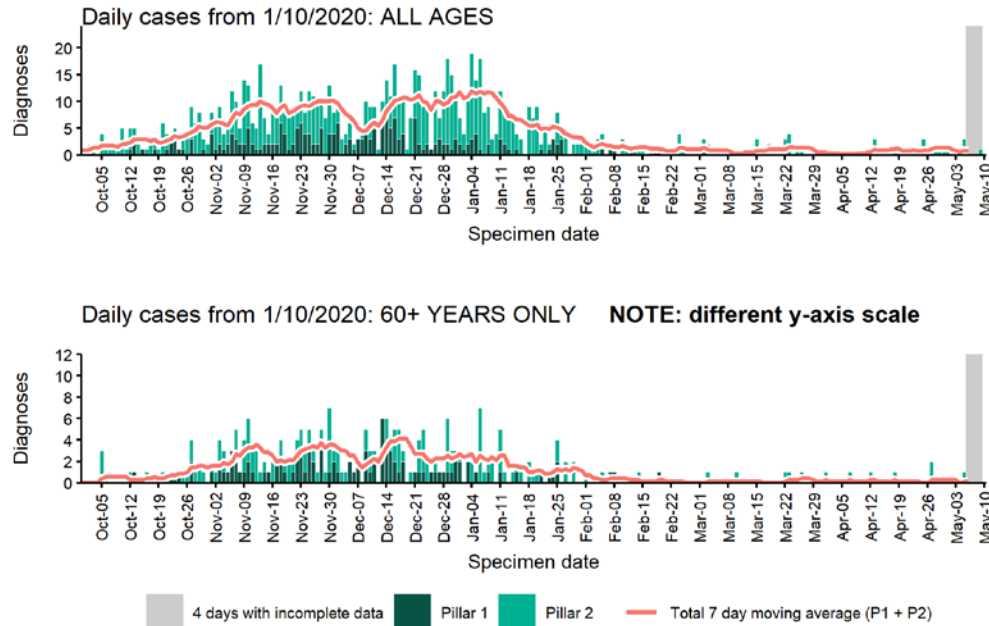 Daily cases from 1/10/2020: ALL AGES
Diagnoses
20
15
10
5
0
Oct-05 Oct-12 Oct-19 Oct-26 Nov-02 Nov-09 Nov-16 Nov-23 Nov-30 Dec-07 Dec-14 Dec-21 Dec-28 Jan-04 Jan-11 Jan-18 Jan-25 Feb-01 Feb-08 Feb-15 Feb-22 Mar-01 Mar-08 Mar-15 Mar-22 Mar-29 Apr-05 Apr-12 Apr-19 Apr-26 May-03 May-10
Specimen date
Daily cases from 1/10/2020: 60+ YEARS ONLY NOTE: different y-axis scale
Diagnoses
12
10
8
6
4
2
0
Oct-05 Oct-12 Oct-19 Oct-26 Nov-02 Nov-09 Nov-16 Nov-23 Nov-30 Dec-07 Dec-14 Dec-21 Dec-28 Jan-04 Jan-11 Jan-18 Jan-25 Feb-01 Feb-08 Feb-15 Feb-22 Mar-01 Mar-08 Mar-15 Mar-22 Mar-29 Apr-05 Apr-12 Apr-19 Apr-26 May-03 May-10
Specimen date
4 days with incomplete data Pillar 1 Pillar 2 Total 7 day moving average (P1 + P2)